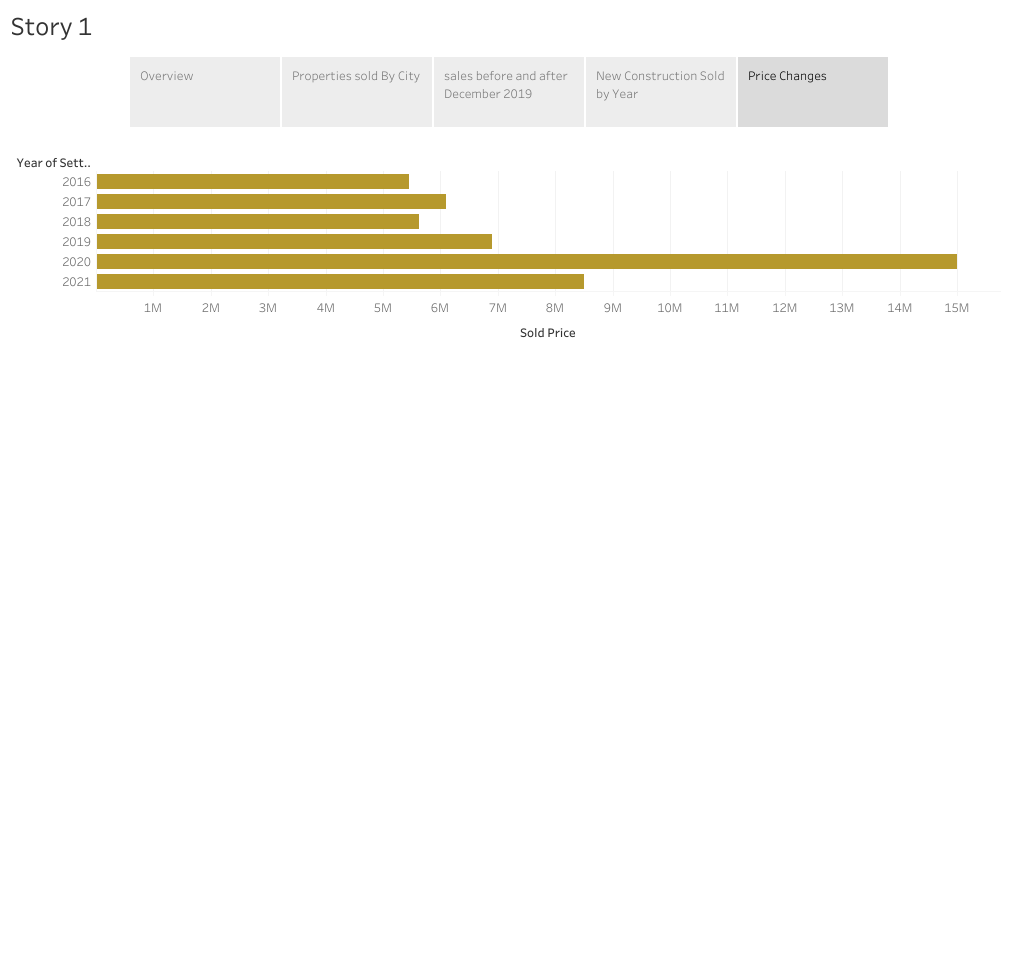 Story 1
Overview
Properties sold By City
sales before and after
December 2019
New Construction Sold
by Year
Price Changes
Year of Sett..
2016
2017
2018
2019
2020
2021
1M 2M 3M 4M 5M 6M 7M 8M 9M 10M 11M 12M 13M 14M 15M
Sold Price